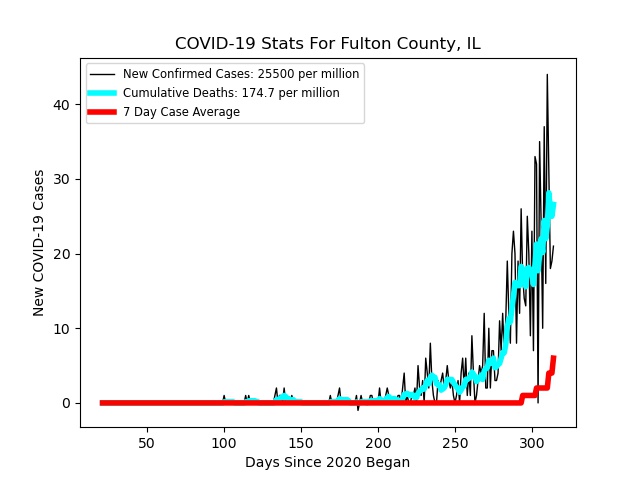 COVID-19 Stats For Fulton County, IL
New Confirmed Cases: 25500 per million
Cumulative Deaths: 174.7 per million
7 Day Case Average
New COVID-19 Cases
40
30
20
10
0
50 100 150 200 250 300
Days Since 2020 Began